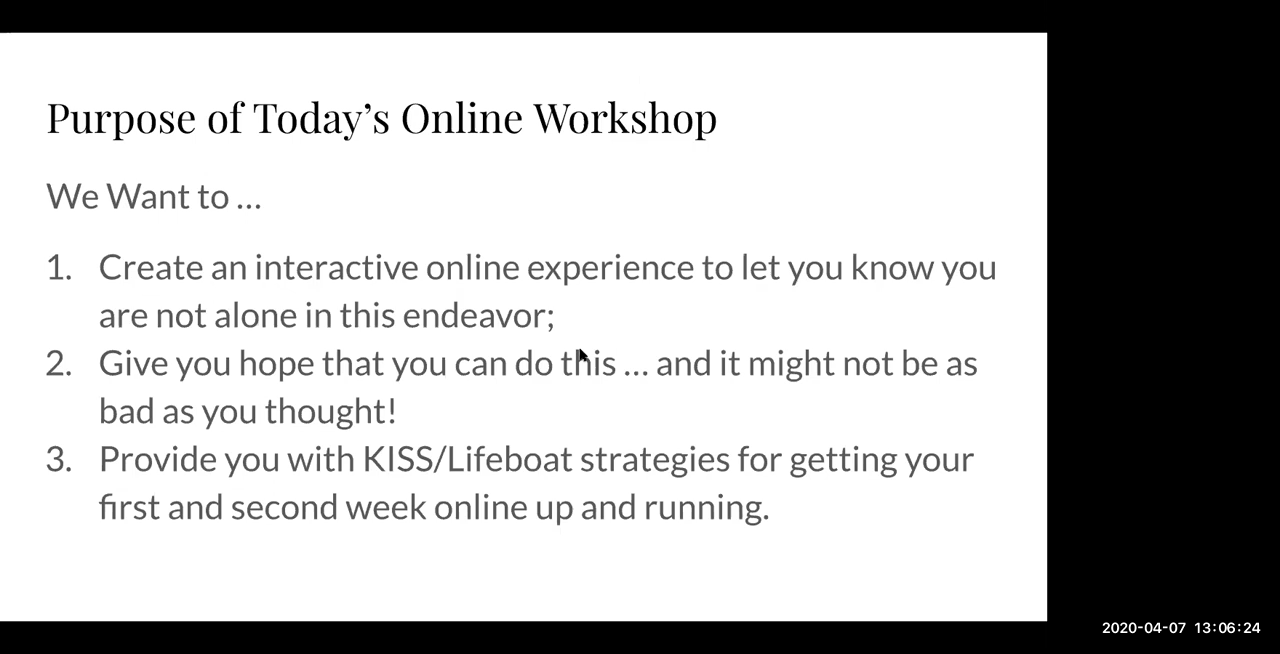 Purpose of Today’s Online Workshop
We Want to …
1. Create an interactive online experience to let you know you
are not alone in this endeavor;
2. Give you hope that you can do this … and it might not be as
bad as you thought!
3. Provide you with KISS/Lifeboat strategies for getting your
first and second week online up and running.
2020-04-07 13:06:24